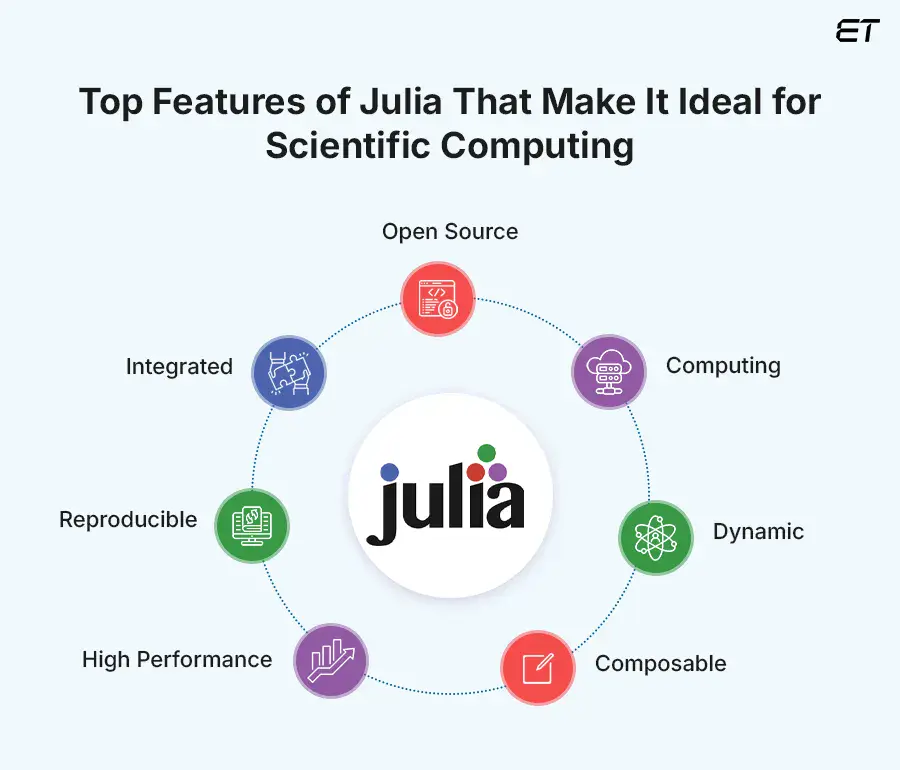 ET
Top Features of Julia That Make It Ideal for
Scientific Computing
Open Source
Integrated
Computing
julia
Reproducible
Dynamic
High Performance
Composable